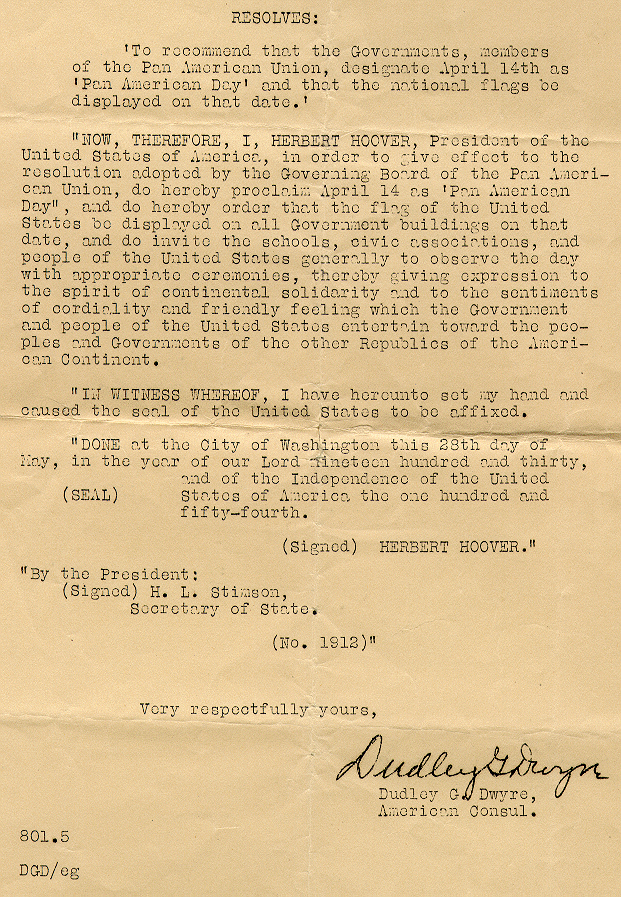 RESOLVES:
'To recommend that the Governments, members
of the Pan American Union, designate April 14th as
'Pan American Day' and that the national flags be
displayed on that date.'
"NOW, THEREFORE, I, HERBERT HOOVER, President of the
United States of America, in order to give effect to the
resolution adopted by the Governing Board of the Pan Ameri-
can Union, do hereby proclaim April 14 as 'Pan American
Day", and do hereby order that the flag of the United
States be displayed on all Government buildings on that
date, and do invite the schools, civic associations, and
people of the United States generally to observe the day
with appropriate ceremonies, thereby giving expression to
the spirit of continental solidarity and to the sentiments
of cordiality and friendly feeling which the Government
and people of the United States entertain toward the peo-
ples and Governments of the other Republics of the Ameri-
can Continent.
"IN WITNESS WHEREOF, I have hereunto set my hand and
caused the seal of the United States to be affixed.
"DONE at the City of Washington this 28th day of
May, in the year of our Lord nineteen hundred and thirty,
and of the Independence of the United
(SEAL) States of America the one hundred and
fifty-fourth.
(Signed) HERBERT HOOVER."
"By the President:
(Signed) H. L. Stimson,
Secretary of State.
(No. 1912)"
Very respectfully yours,
Dudley G Dwyre
Dudley G. Dwyre,
American Consul.
801.5
DGD/eg